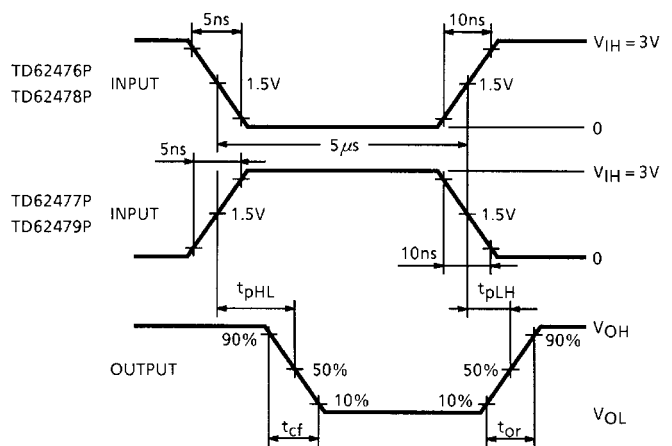 5ns
10ns
VIH = 3V
TD62476P
TD62478P
INPUT
1.5V
1.5V
0
5μs
5ns
VIH = 3V
TD62477P
TD62479P
INPUT
1.5V
1.5V
10ns
0
tpHL
tpLH
VOH
90%
90%
OUTPUT
50%
50%
10%
10%
VOL
tcf
tor